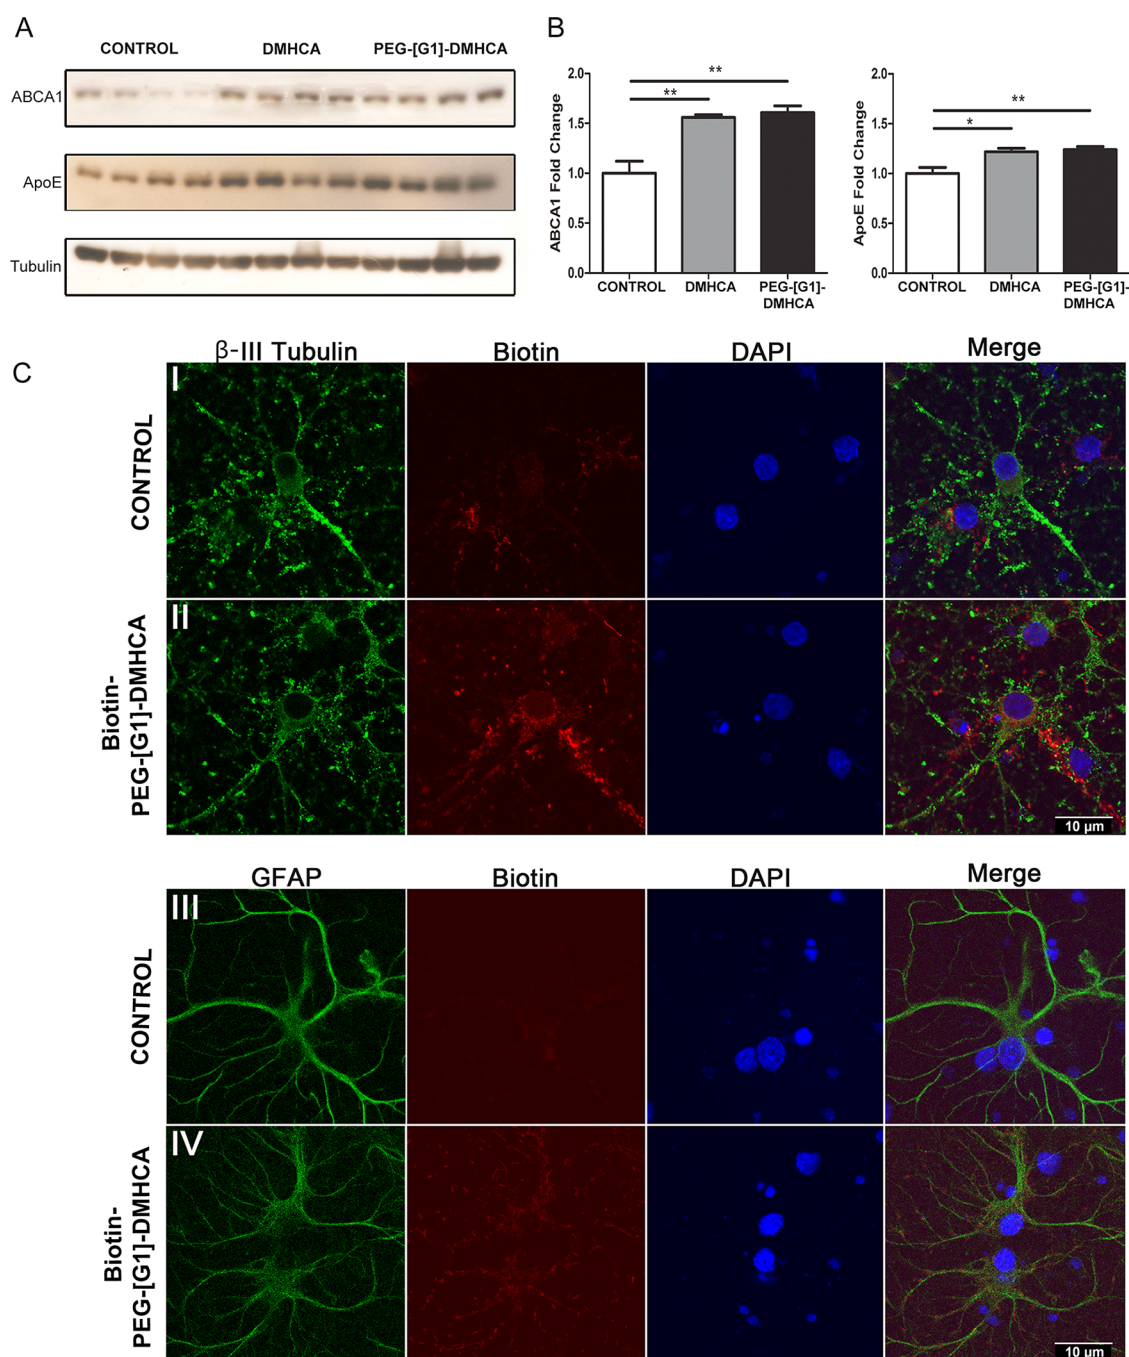 A
CONTROL DMHCA PEG-[G1]-DMHCA
ABCA1
ApoE
Tubulin
B
ABCA1 Fold Change
2.0
1.5
1.0
0.5
0.0
**
**
CONTROL DMHCA PEG-[G1]-
DMHCA
ApoE Fold Change
2.0
1.5
1.0
0.5
0.0
**
*
CONTROL DMHCA PEG-[G1]-
DMHCA
C
β-III Tubulin Biotin DAPI Merge
I
CONTROL
II
Biotin-
PEG-[G1]-DMHCA
10 µm
GFAP Biotin DAPI Merge
III
CONTROL
IV
Biotin-
PEG-[G1]-DMHCA
10 µm